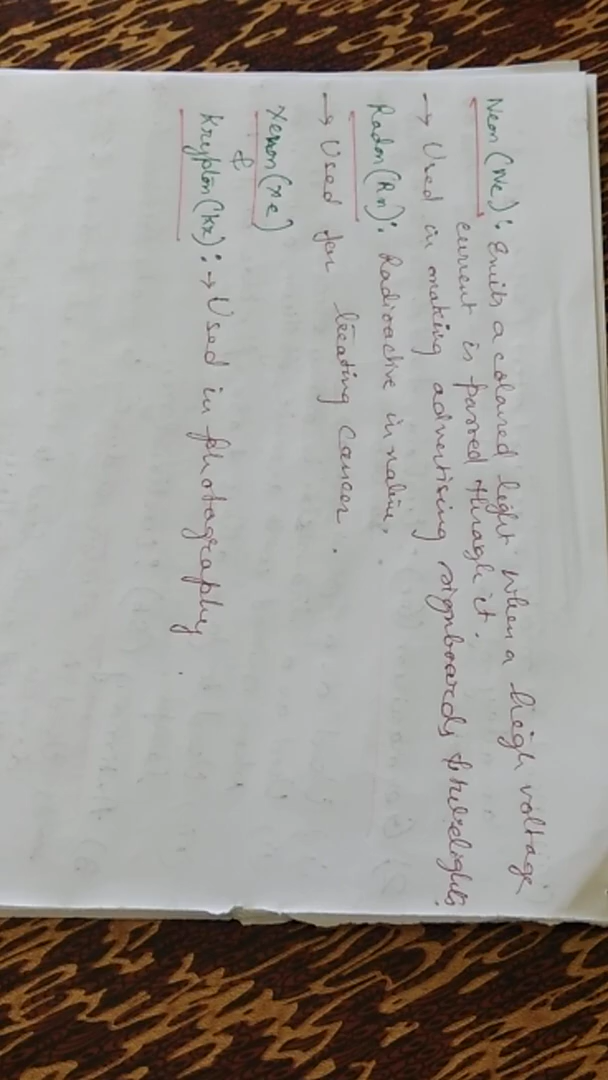 Neon (Ne): Emits a coloured light when a high voltage
current is passed through it.
→ Used in making advertising signboards & tubelights.
Radon (Rn): Radioactive in nature.
→ Used for treating cancer.
Xenon (Xe)
&
Krypton (Kr): → Used in photography.